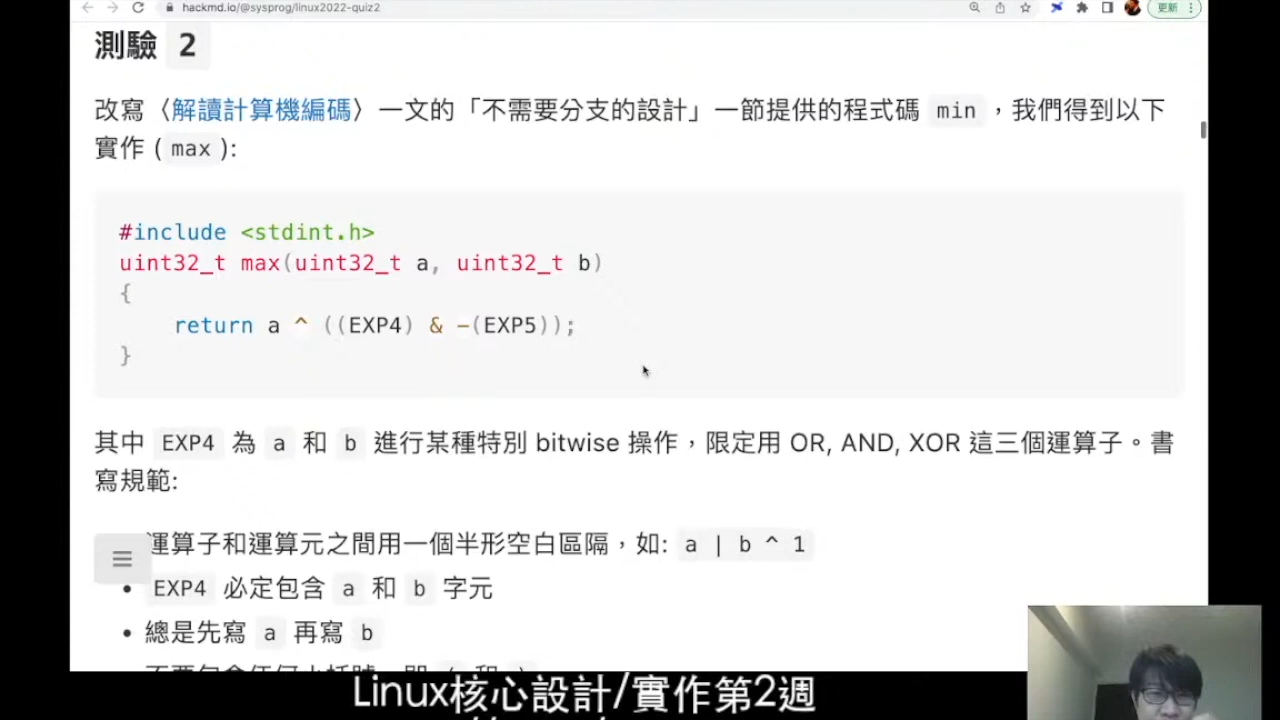 hackmd.io/@sysprog/linux2022-quiz2
更新
測驗 2
改寫〈解讀計算機編碼〉一文的「不需要分支的設計」一節提供的程式碼 min ，我們得到以下
實作 ( max ):
#include <stdint.h>
uint32_t max(uint32_t a, uint32_t b)
{
return a ^ ((EXP4) & -(EXP5));
}
其中 EXP4 為 a 和 b 進行某種特別 bitwise 操作，限定用 OR, AND, XOR 這三個運算子。書
寫規範:
運算子和運算元之間用一個半形空白區隔，如: a | b ^ 1
EXP4 必定包含 a 和 b 字元
總是先寫 a 再寫 b
Linux核心設計/實作第2週